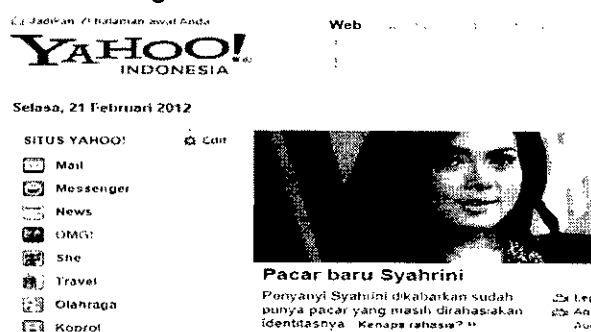 Jadikan Y! halaman awal Anda
Web
YAHOO!
INDONESIA
Selasa, 21 Februari 2012
SITUS YAHOO!
Edit
Mail
Messenger
News
OMG!
She
Travel
Olahraga
Koprol
Pacar baru Syahrini
Penyanyi Syahrini dikabarkan sudah
punya pacar yang masih dirahasiakan
identitasnya. Kenapa rahasia? »